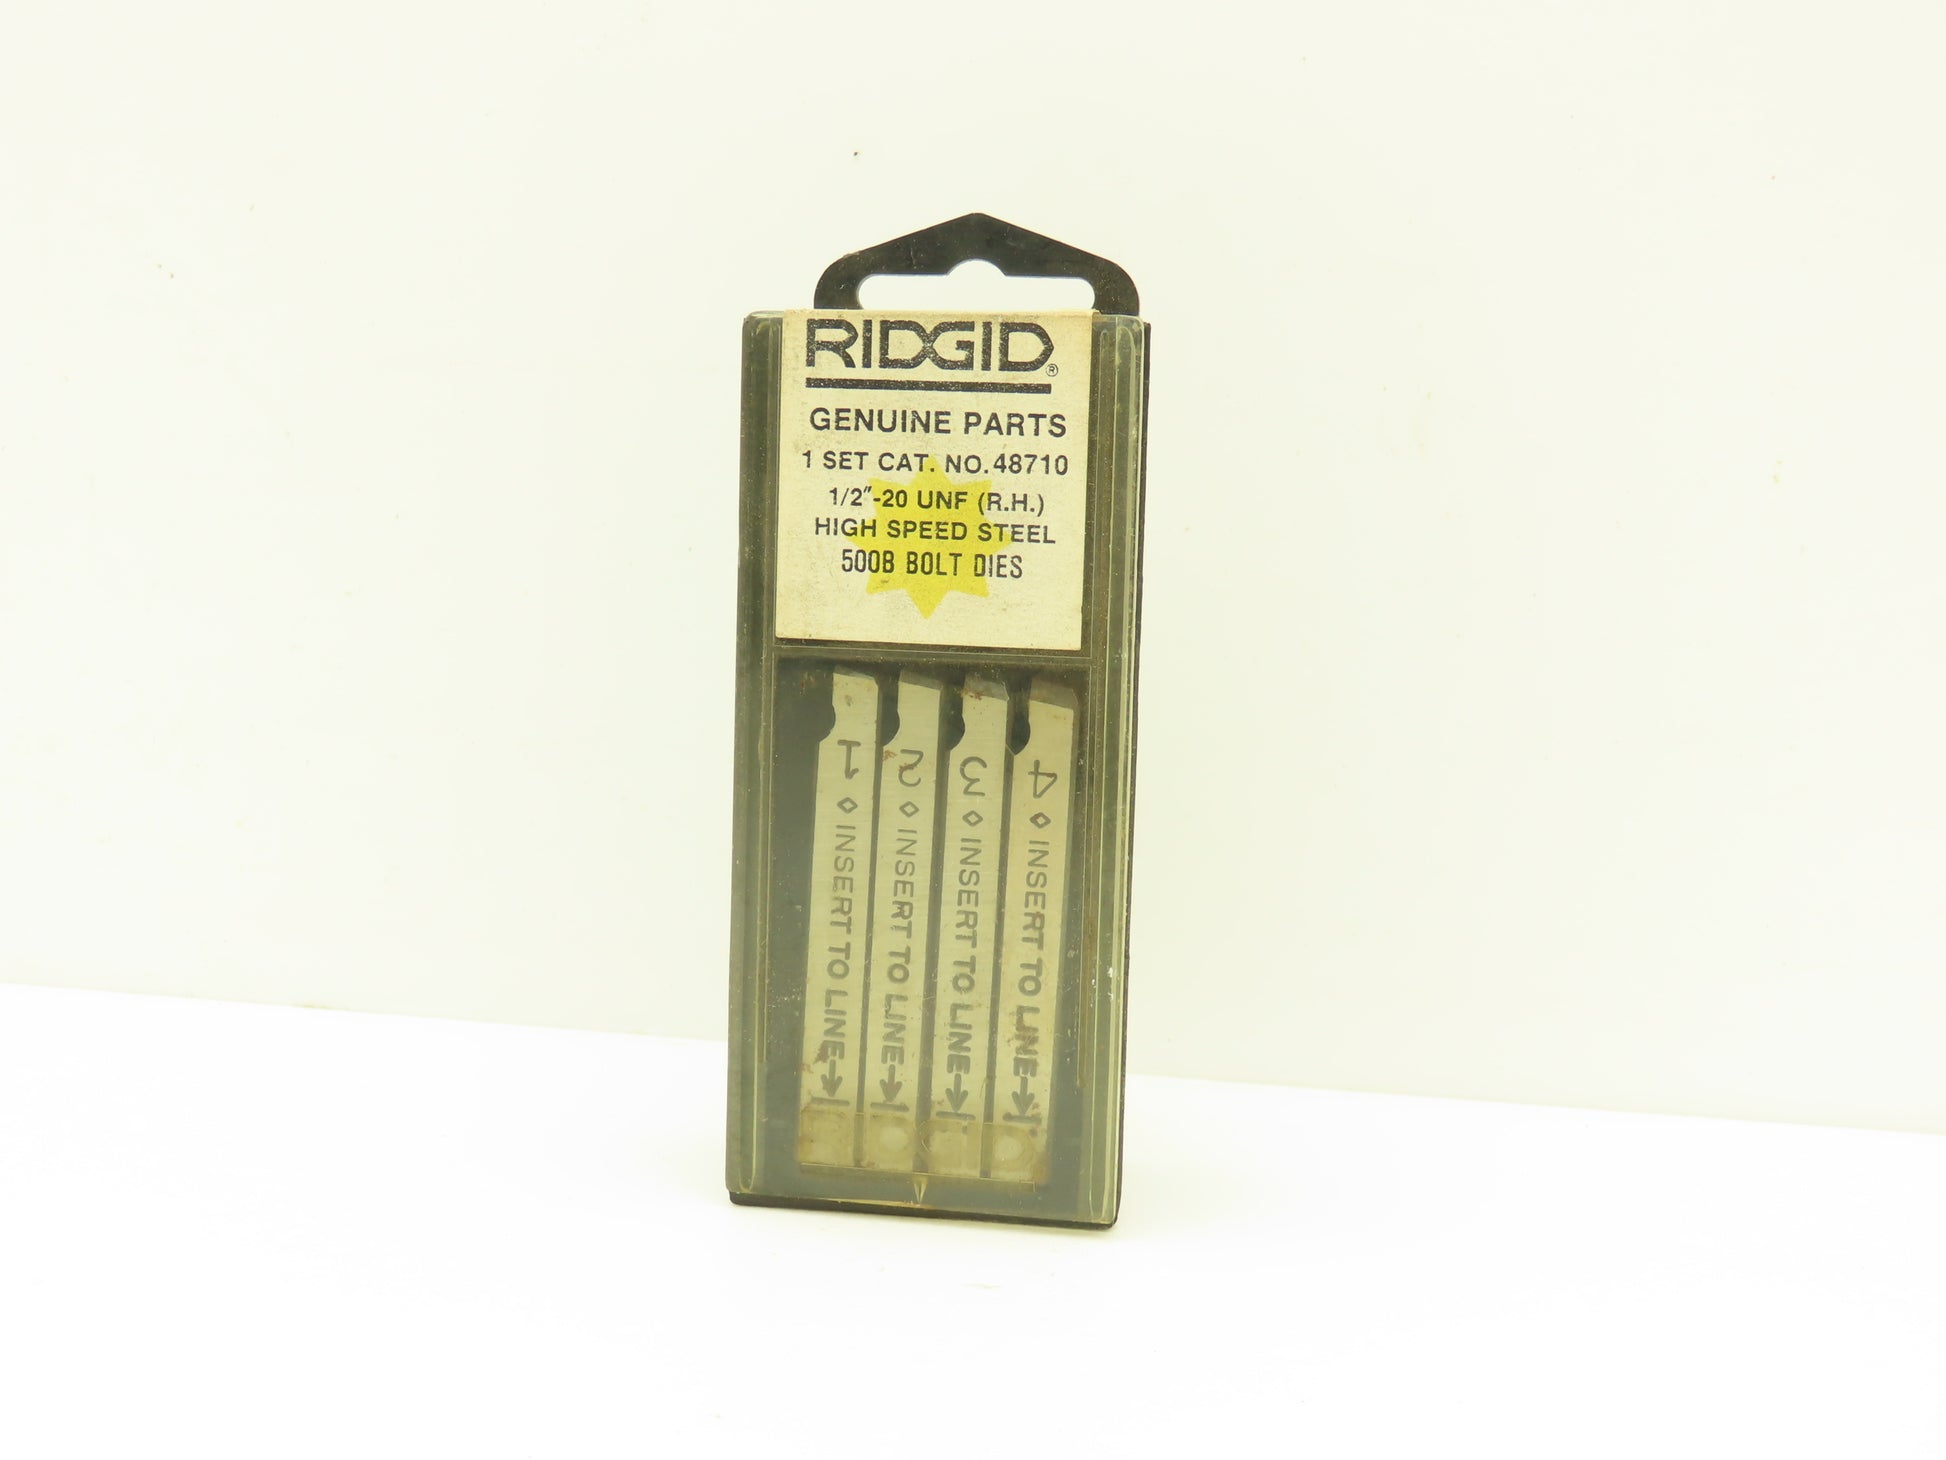 RIDGID®
GENUINE PARTS
1 SET CAT. NO. 48710
1/2"-20 UNF (R.H.)
HIGH SPEED STEEL
500B BOLT DIES
1 ◇ INSERT TO LINE→|
2 ◇ INSERT TO LINE→|
3 ◇ INSERT TO LINE→|
4 ◇ INSERT TO LINE→|